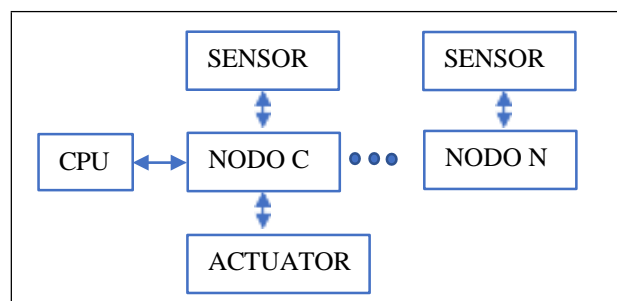 SENSOR
SENSOR
CPU
NODO C
NODO N
ACTUATOR